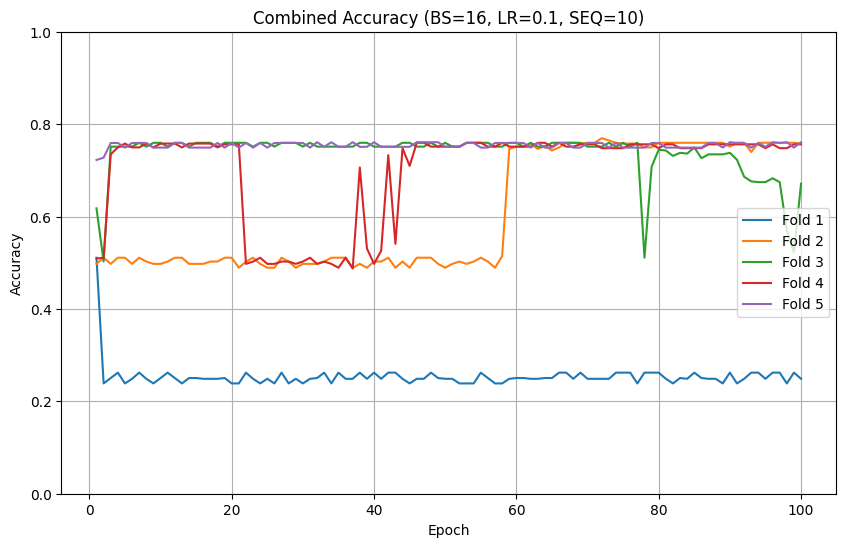 Combined Accuracy (BS=16, LR=0.1, SEQ=10)
1.0
0.8
0.6
0.4
0.2
0.0
Accuracy
Fold 1
Fold 2
Fold 3
Fold 4
Fold 5
0 20 40 60 80 100
Epoch